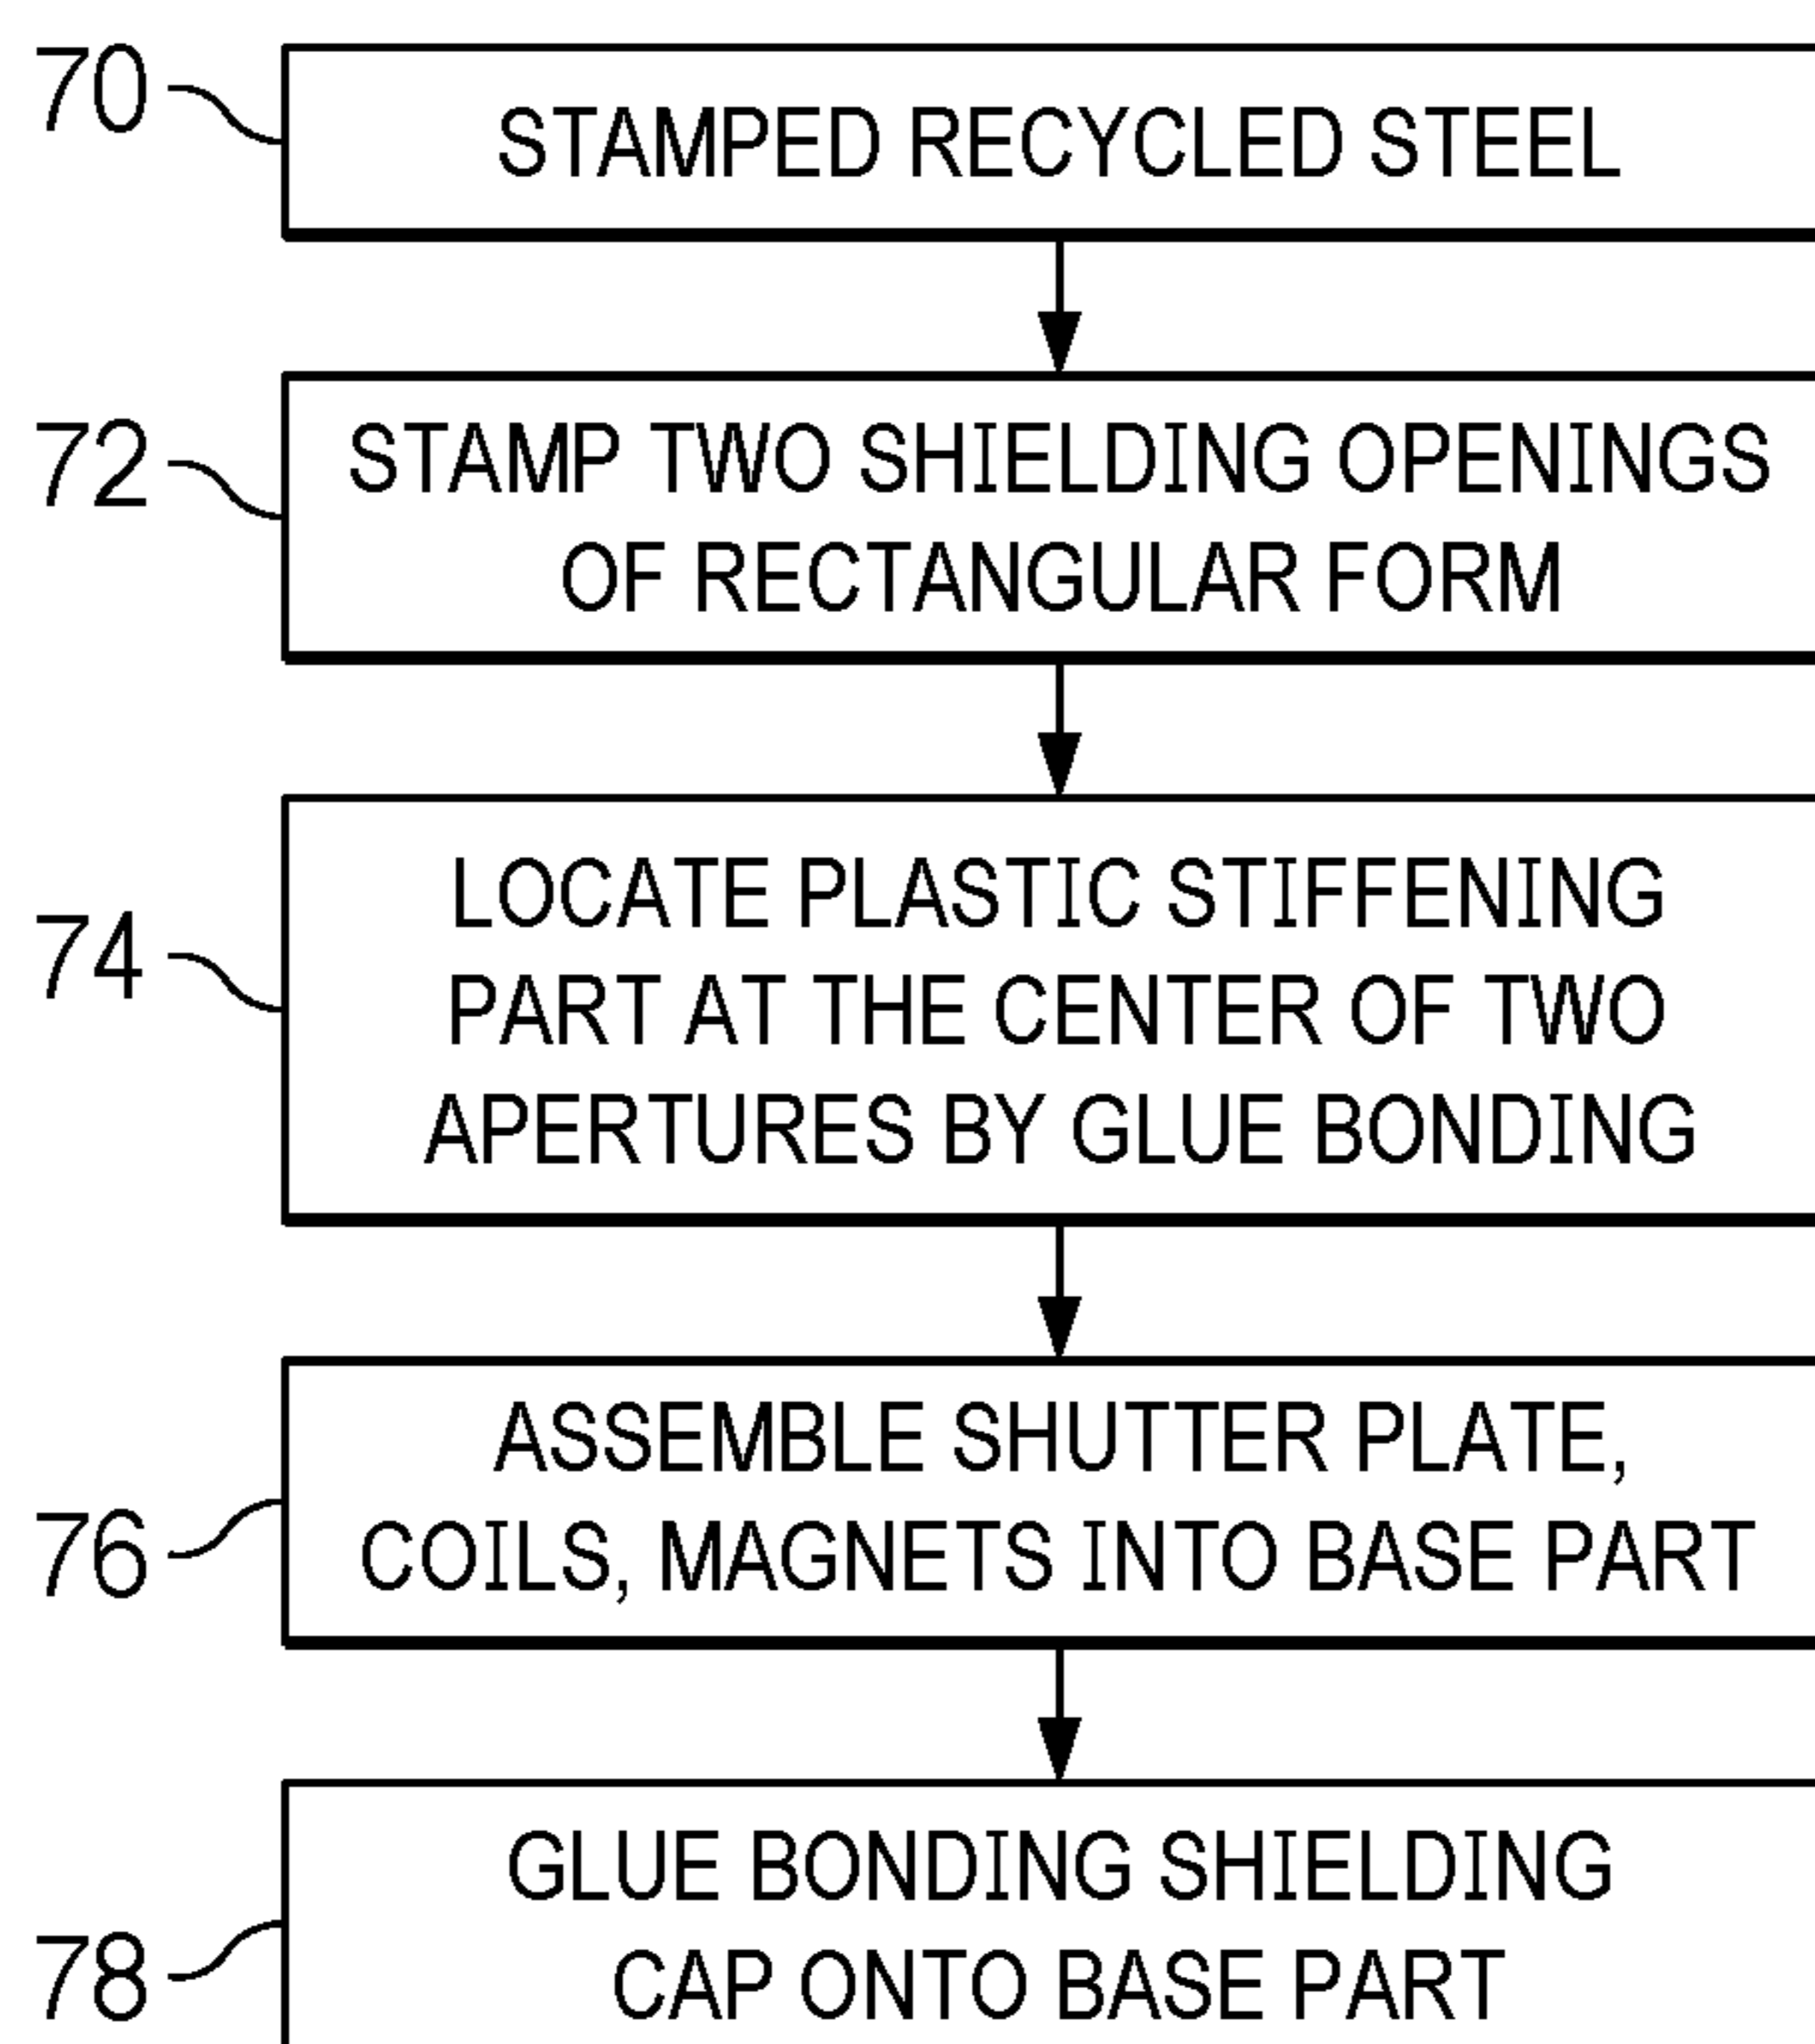 70
STAMPED RECYCLED STEEL
72
STAMP TWO SHIELDING OPENINGS
OF RECTANGULAR FORM
74
LOCATE PLASTIC STIFFENING
PART AT THE CENTER OF TWO
APERTURES BY GLUE BONDING
76
ASSEMBLE SHUTTER PLATE,
COILS, MAGNETS INTO BASE PART
78
GLUE BONDING SHIELDING
CAP ONTO BASE PART